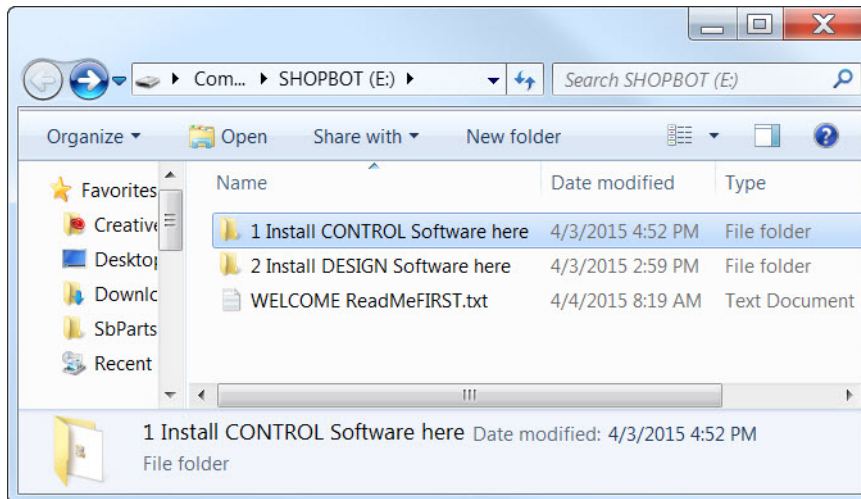 Com... SHOPBOT (E:)
Search SHOPBOT (E:)
Organize Open Share with New folder
Favorites
Creative
Desktop
Downlo
SbParts
Recent
Name Date modified Type
1 Install CONTROL Software here 4/3/2015 4:52 PM File folder
2 Install DESIGN Software here 4/3/2015 2:59 PM File folder
WELCOME ReadMeFIRST.txt 4/4/2015 8:19 AM Text Document
1 Install CONTROL Software here Date modified: 4/3/2015 4:52 PM
File folder